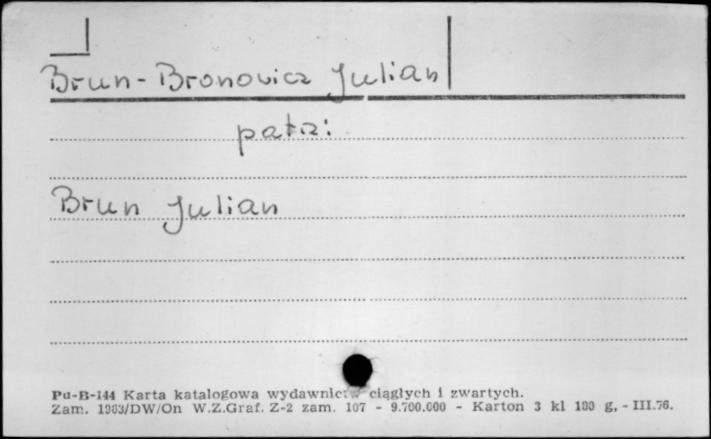 Brun-Bronowicz Julian
patrz:
Brun Julian
Pu-B-144 Karta katalogowa wydawnictw ciągłych i zwartych.
Zam. 1983/DW/On W.Z.Graf. Z-2 zam. 107 - 9.700.000 - Karton 3 kl 180 g, - III.76.